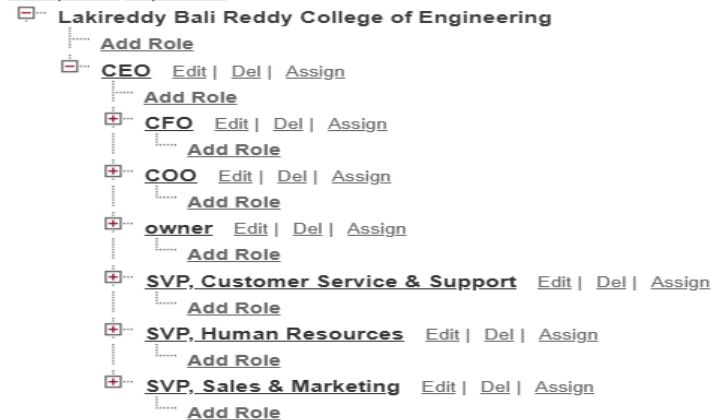 Lakireddy Bali Reddy College of Engineering
Add Role
CEO Edit | Del | Assign
Add Role
CFO Edit | Del | Assign
Add Role
COO Edit | Del | Assign
Add Role
owner Edit | Del | Assign
Add Role
SVP, Customer Service & Support Edit | Del | Assign
Add Role
SVP, Human Resources Edit | Del | Assign
Add Role
SVP, Sales & Marketing Edit | Del | Assign
Add Role